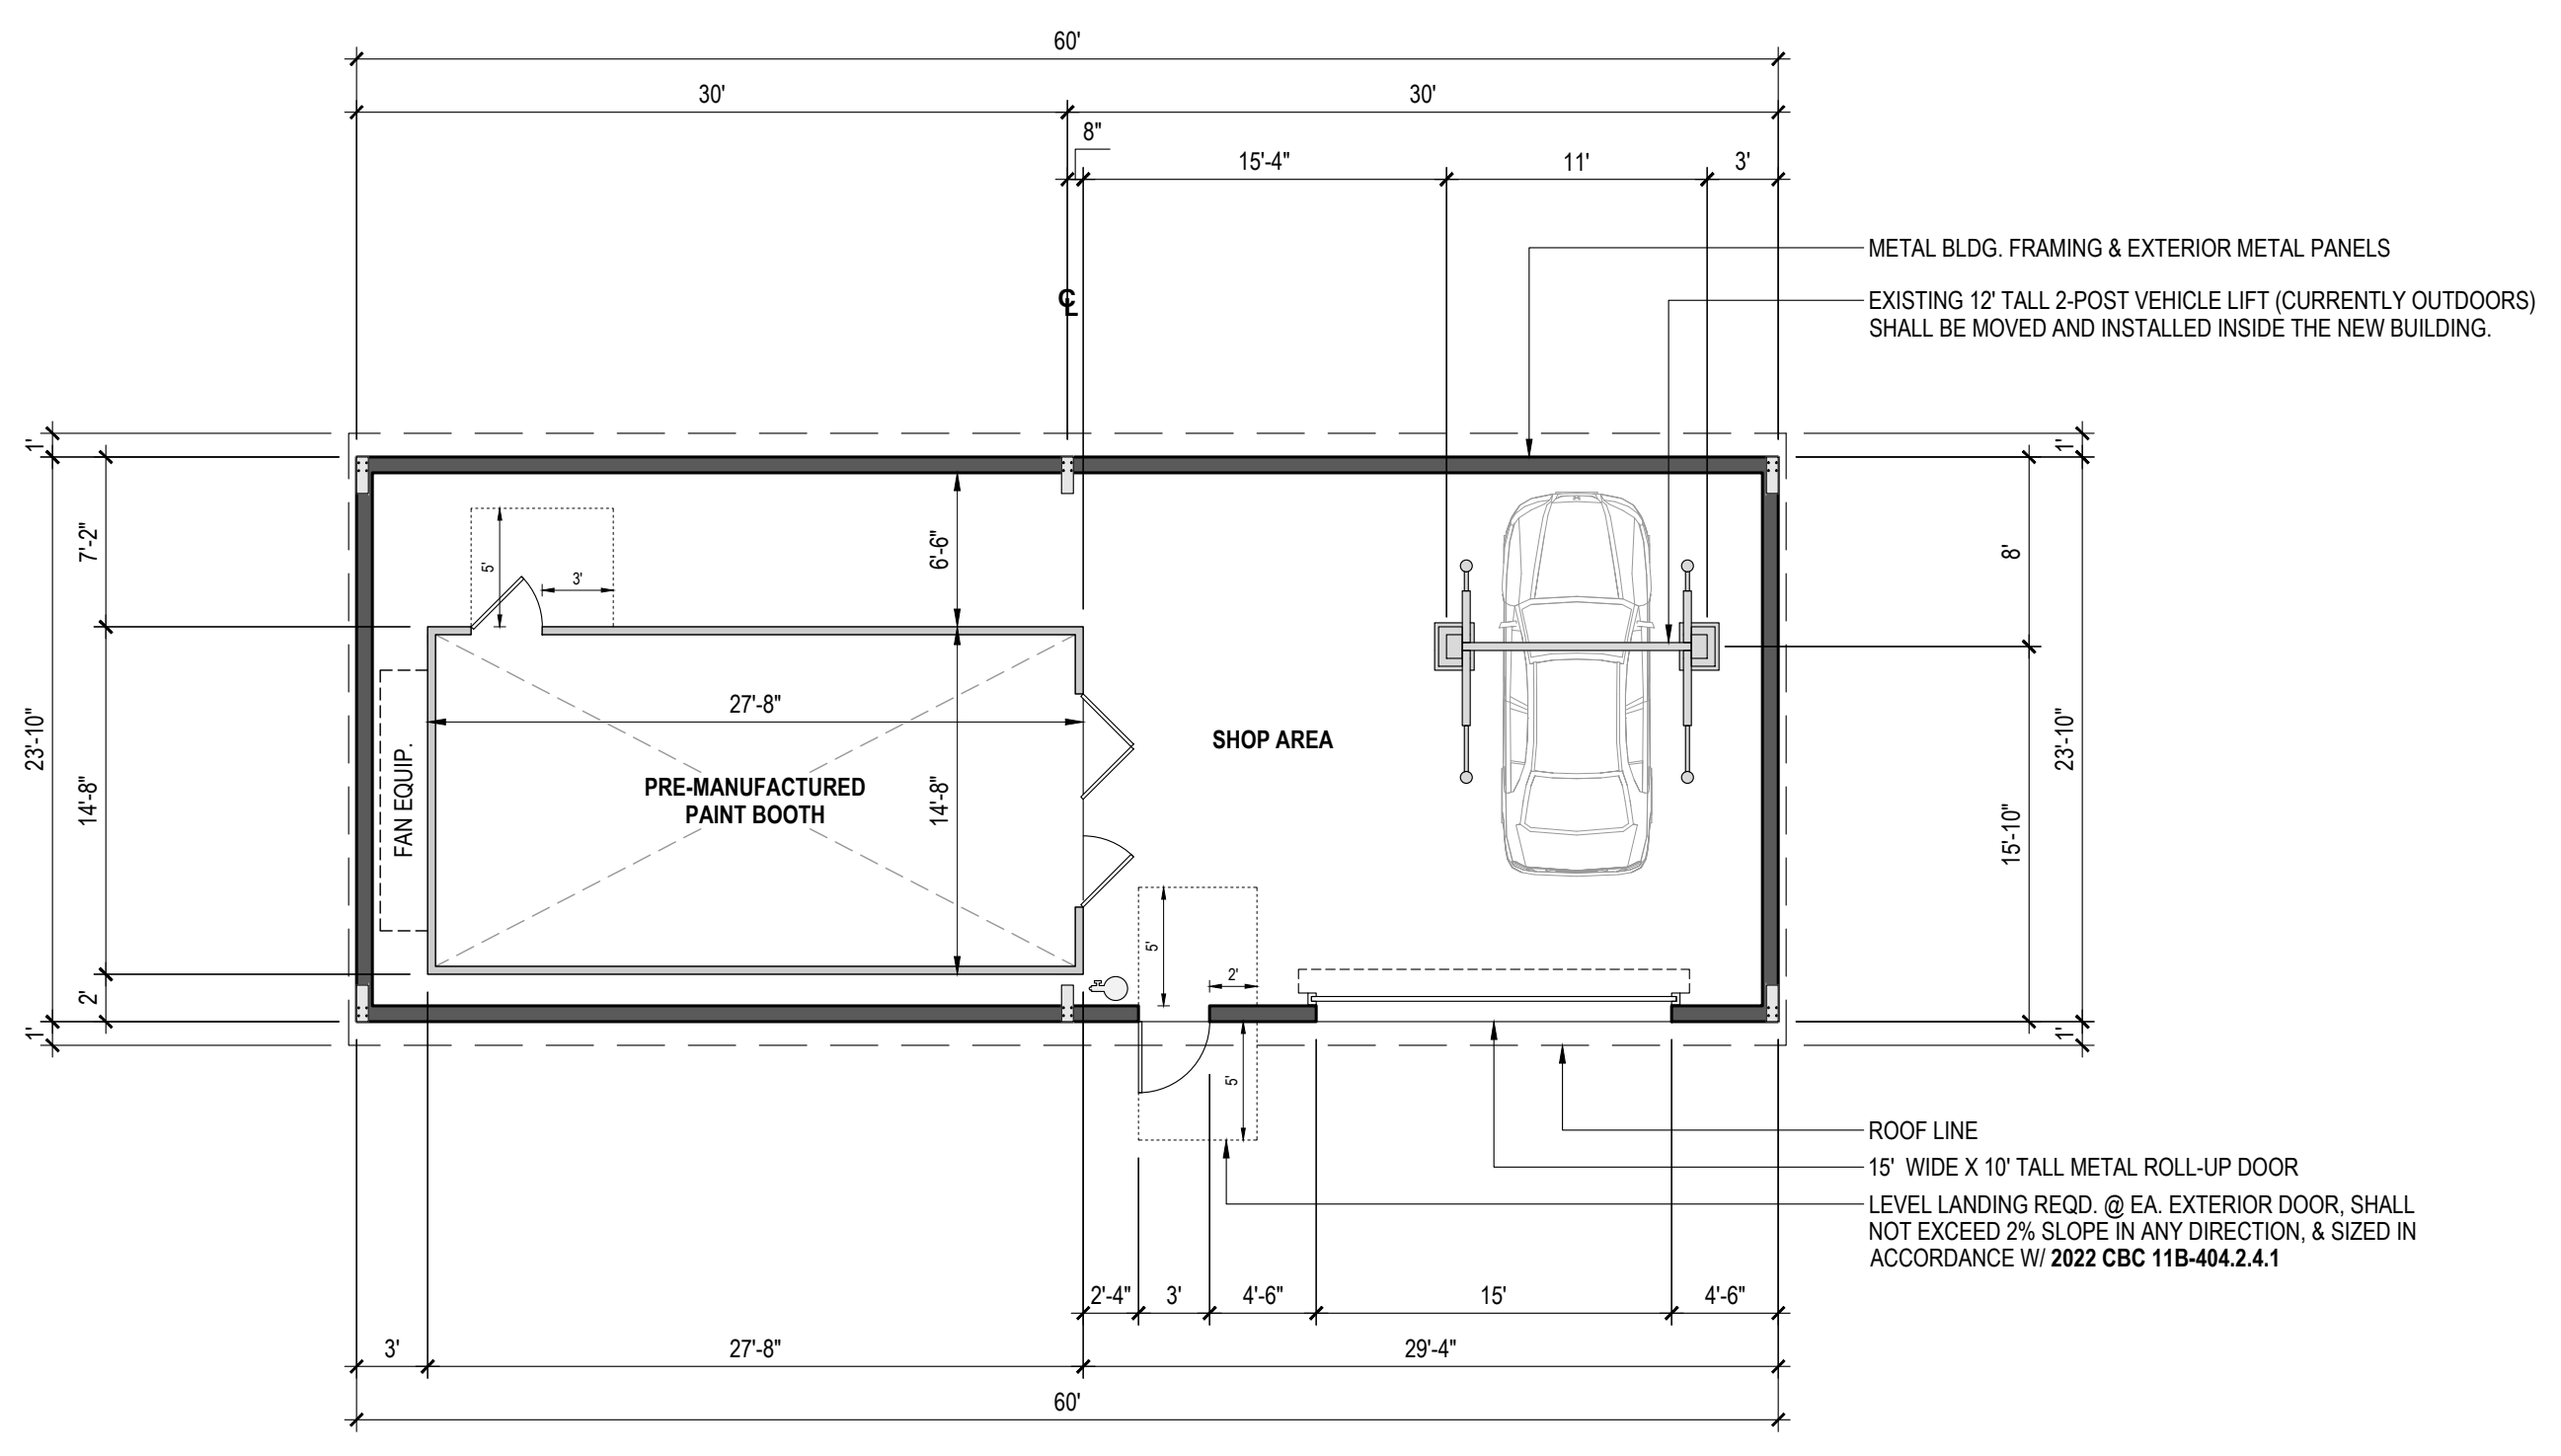 60'
30'
30'
8"
15'-4"
11'
3'
METAL BLDG. FRAMING & EXTERIOR METAL PANELS
EXISTING 12' TALL 2-POST VEHICLE LIFT (CURRENTLY OUTDOORS)
SHALL BE MOVED AND INSTALLED INSIDE THE NEW BUILDING.
CL
1'
1'
7'-2"
5'
3'
6'-6"
8'
23'-10"
14'-8"
FAN EQUIP.
27'-8"
PRE-MANUFACTURED
PAINT BOOTH
14'-8"
SHOP AREA
15'-10"
23'-10"
2'
1'
5'
2'
5'
1'
ROOF LINE
15' WIDE X 10' TALL METAL ROLL-UP DOOR
LEVEL LANDING REQD. @ EA. EXTERIOR DOOR, SHALL
NOT EXCEED 2% SLOPE IN ANY DIRECTION, & SIZED IN
ACCORDANCE W/ 2022 CBC 11B-404.2.4.1
2'-4"
3'
4'-6"
15'
4'-6"
3'
27'-8"
29'-4"
60'